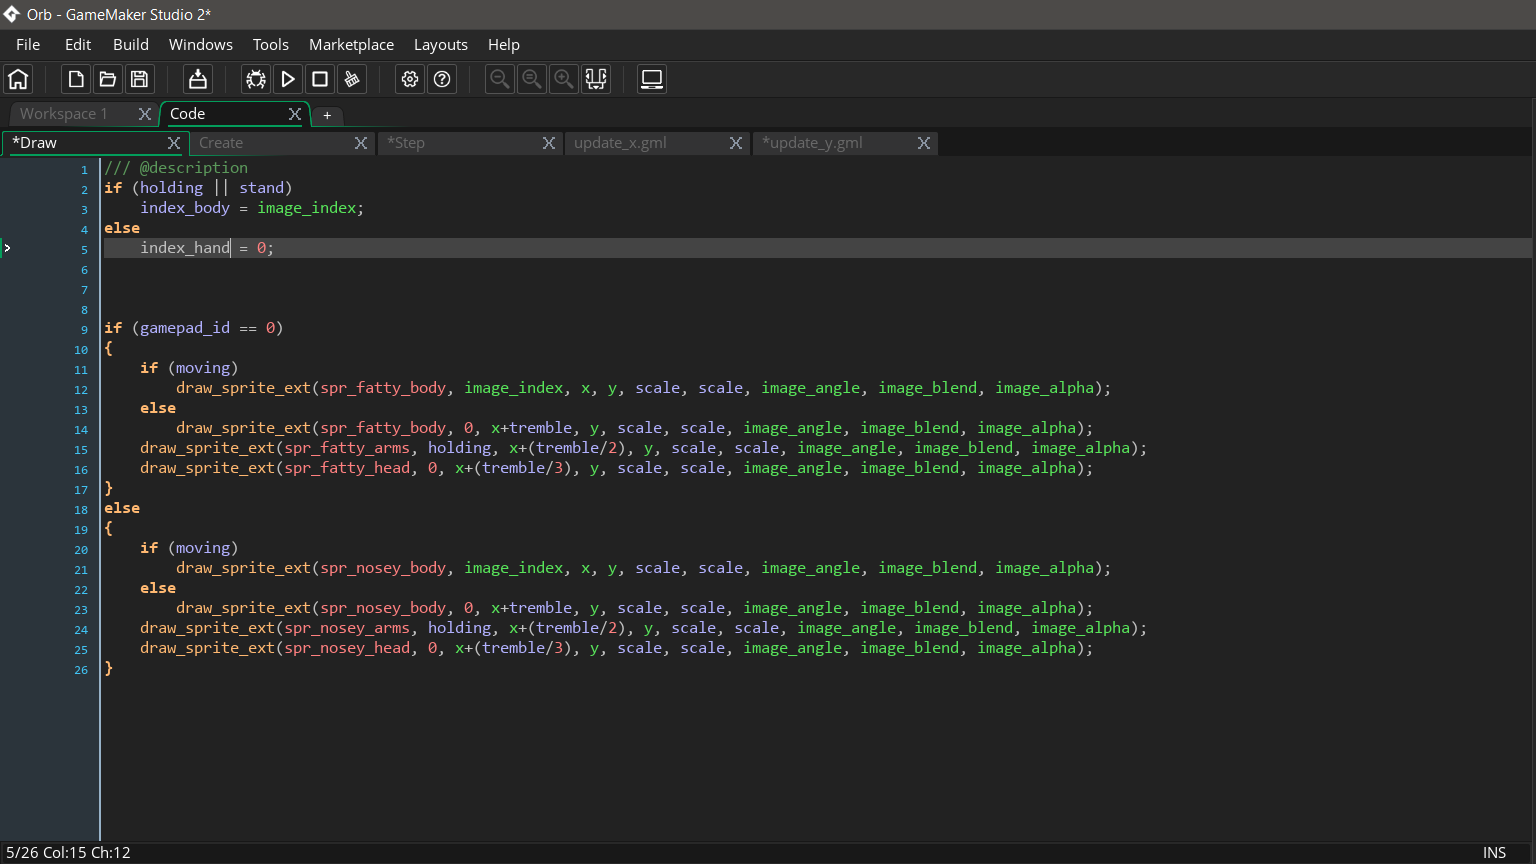 Orb - GameMaker Studio 2*
File Edit Build Windows Tools Marketplace Layouts Help
Workspace 1 Code +
*Draw Create *Step update_x.gml *update_y.gml
1 /// @description
2 if (holding || stand)
3 index_body = image_index;
4 else
5 index_hand = 0;
6
7
8
9 if (gamepad_id == 0)
10 {
11 if (moving)
12 draw_sprite_ext(spr_fatty_body, image_index, x, y, scale, scale, image_angle, image_blend, image_alpha);
13 else
14 draw_sprite_ext(spr_fatty_body, 0, x+tremble, y, scale, scale, image_angle, image_blend, image_alpha);
15 draw_sprite_ext(spr_fatty_arms, holding, x+(tremble/2), y, scale, scale, image_angle, image_blend, image_alpha);
16 draw_sprite_ext(spr_fatty_head, 0, x+(tremble/3), y, scale, scale, image_angle, image_blend, image_alpha);
17 }
18 else
19 {
20 if (moving)
21 draw_sprite_ext(spr_nosey_body, image_index, x, y, scale, scale, image_angle, image_blend, image_alpha);
22 else
23 draw_sprite_ext(spr_nosey_body, 0, x+tremble, y, scale, scale, image_angle, image_blend, image_alpha);
24 draw_sprite_ext(spr_nosey_arms, holding, x+(tremble/2), y, scale, scale, image_angle, image_blend, image_alpha);
25 draw_sprite_ext(spr_nosey_head, 0, x+(tremble/3), y, scale, scale, image_angle, image_blend, image_alpha);
26 }
5/26 Col:15 Ch:12 INS